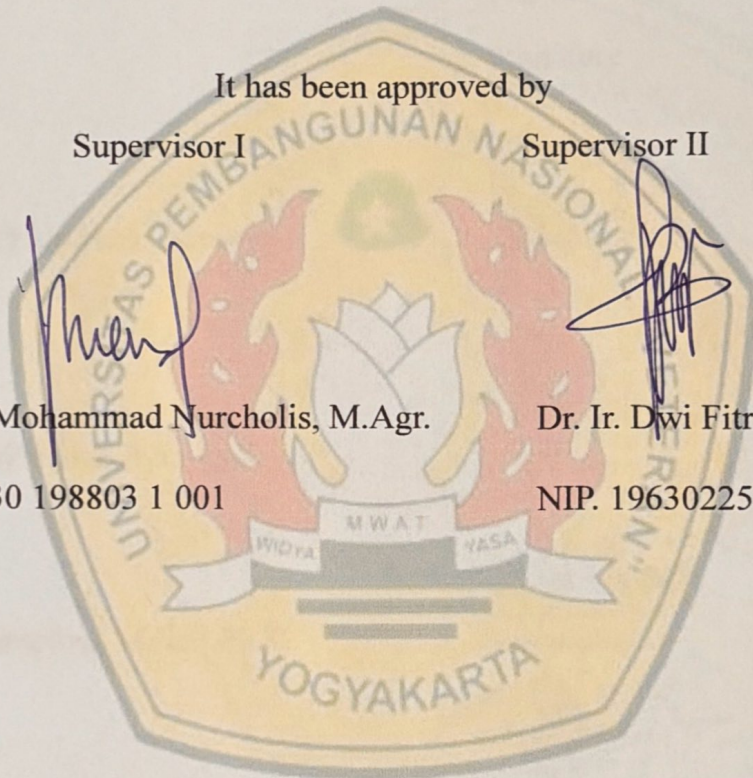 It has been approved by
Supervisor I Supervisor II
Mohammad Nurcholis, M.Agr. Dr. Ir. Dwi Fitr
0 198803 1 001 NIP. 19630225
UNIVERSITAS PEMBANGUNAN NASIONAL "VETERAN"
WIDYA MWAT YASA
YOGYAKARTA